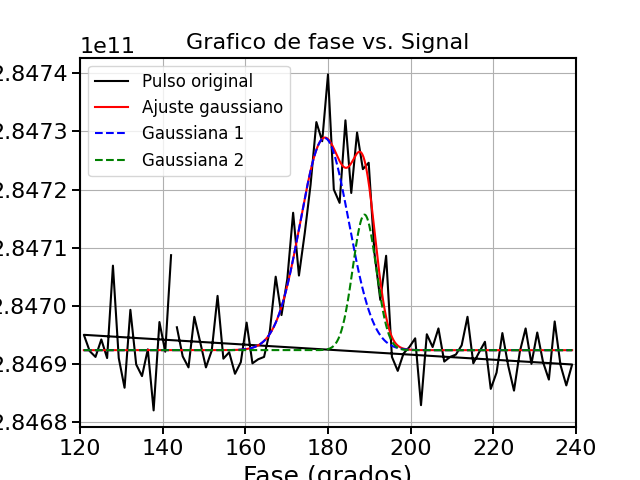 1e11
Grafico de fase vs. Signal
Pulso original
Ajuste gaussiano
Gaussiana 1
Gaussiana 2
2.8474
2.8473
2.8472
2.8471
2.8470
2.8469
2.8468
120 140 160 180 200 220 240
Fase (grados)